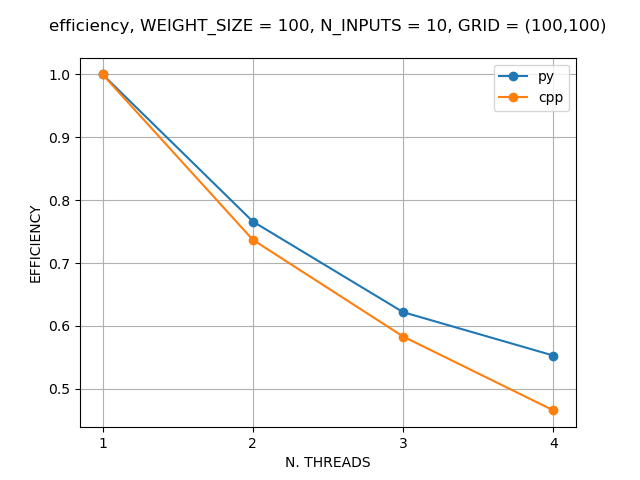 efficiency, WEIGHT_SIZE = 100, N_INPUTS = 10, GRID = (100,100)
py
cpp
1.0
0.9
0.8
0.7
0.6
0.5
EFFICIENCY
1 2 3 4
N. THREADS